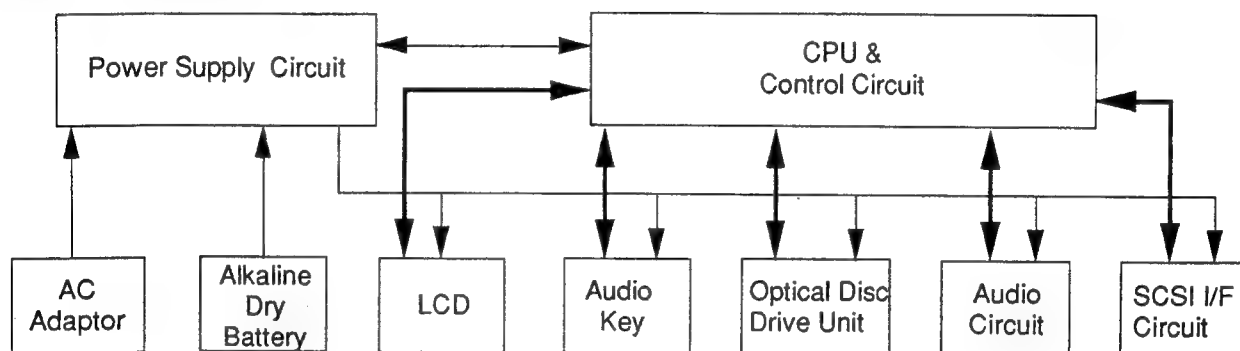 Power Supply Circuit
CPU &
Control Circuit
AC
Adaptor
Alkaline
Dry
Battery
LCD
Audio
Key
Optical Disc
Drive Unit
Audio
Circuit
SCSI I/F
Circuit